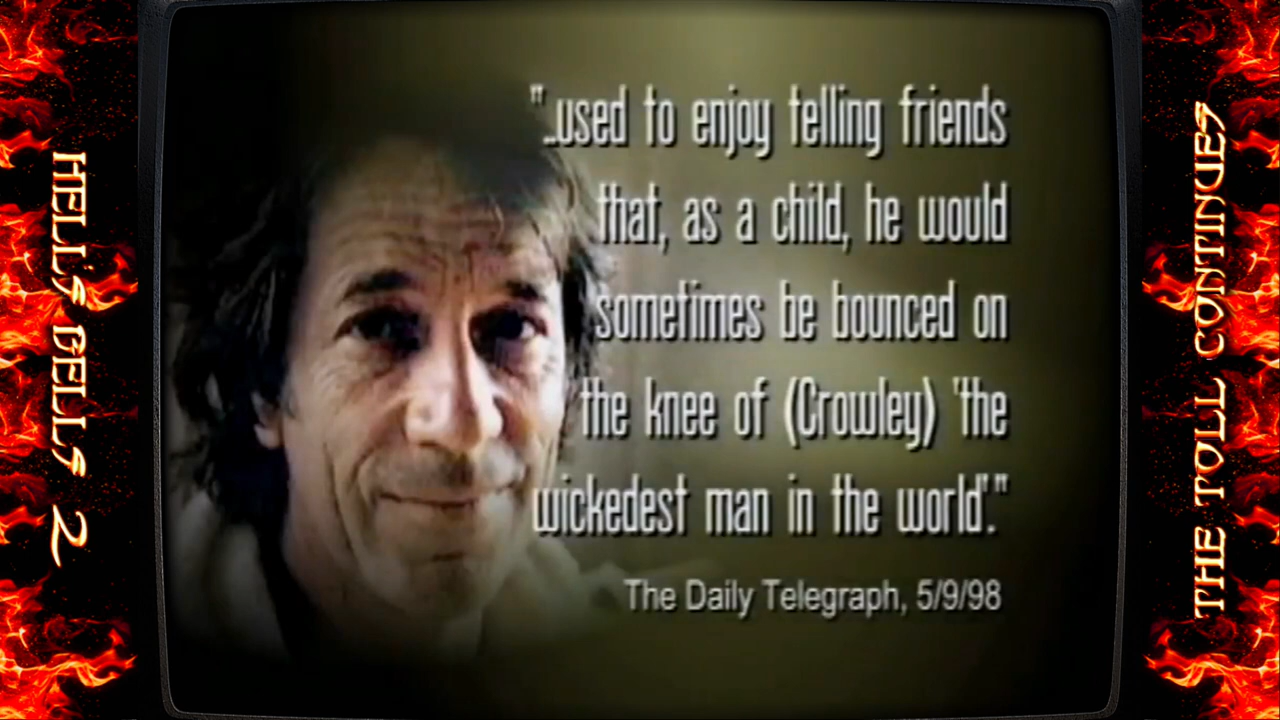 HELL'S BELLS 2
"...used to enjoy telling friends
that, as a child, he would
sometimes be bounced on
the knee of (Crowley) 'the
wickedest man in the world'."
The Daily Telegraph, 5/9/98
THE TOLL CONTINUES